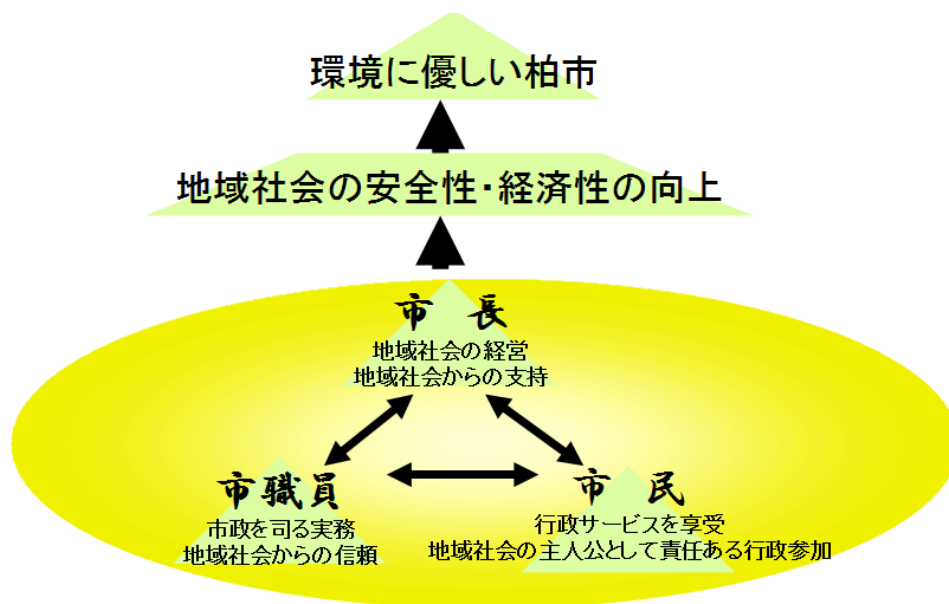 環境に優しい柏市
地域社会の安全性・経済性の向上
市 長
地域社会の経営
地域社会からの支持
市職員
市政を司る実務
地域社会からの信頼
市 民
行政サービスを享受
地域社会の主人公として責任ある行政参加